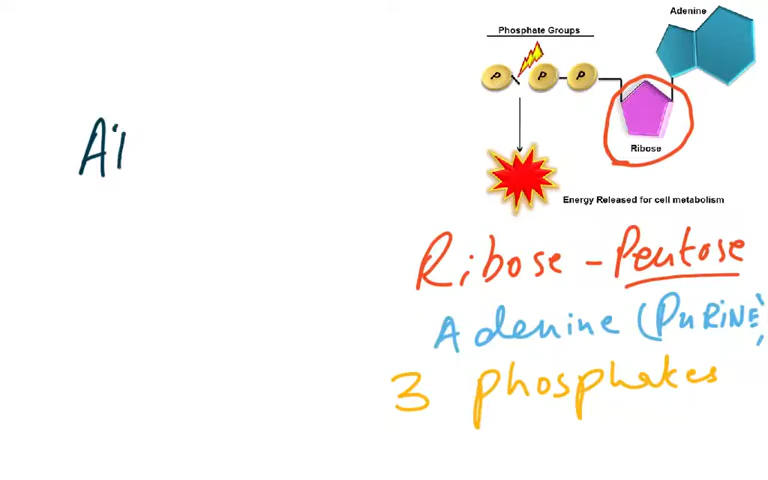 Adenine
Phosphate Groups
P P P
Ribose
Energy Released for cell metabolism
Ribose - Pentose
Adenine (PuRiNE)
3 phosphates